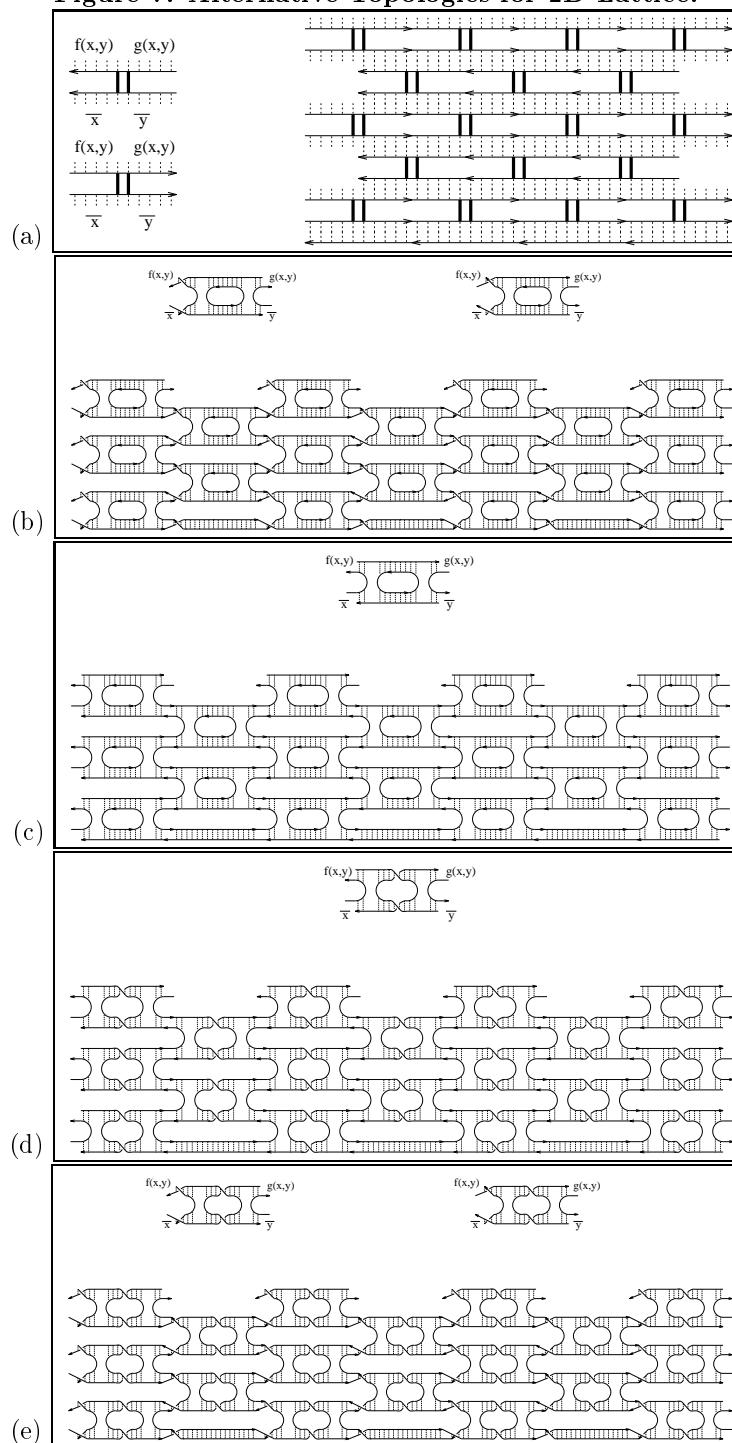 Figure 7: Alternative Topologies for 2D Lattice.
f(x,y) g(x,y)
x y
f(x,y) g(x,y)
x y
(a)
f(x,y) g(x,y) f(x,y) g(x,y)
x y x y
(b)
f(x,y) g(x,y)
x y
(c)
f(x,y) g(x,y)
x y
(d)
f(x,y) g(x,y) f(x,y) g(x,y)
x y x y
(e)